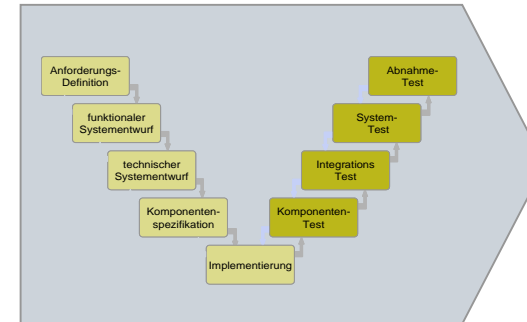 Anforderungs-
Definition
funktionaler
Systementwurf
technischer
Systementwurf
Komponenten-
spezifikation
Implementierung
Komponenten-
Test
Integrations
Test
System-
Test
Abnahme-
Test